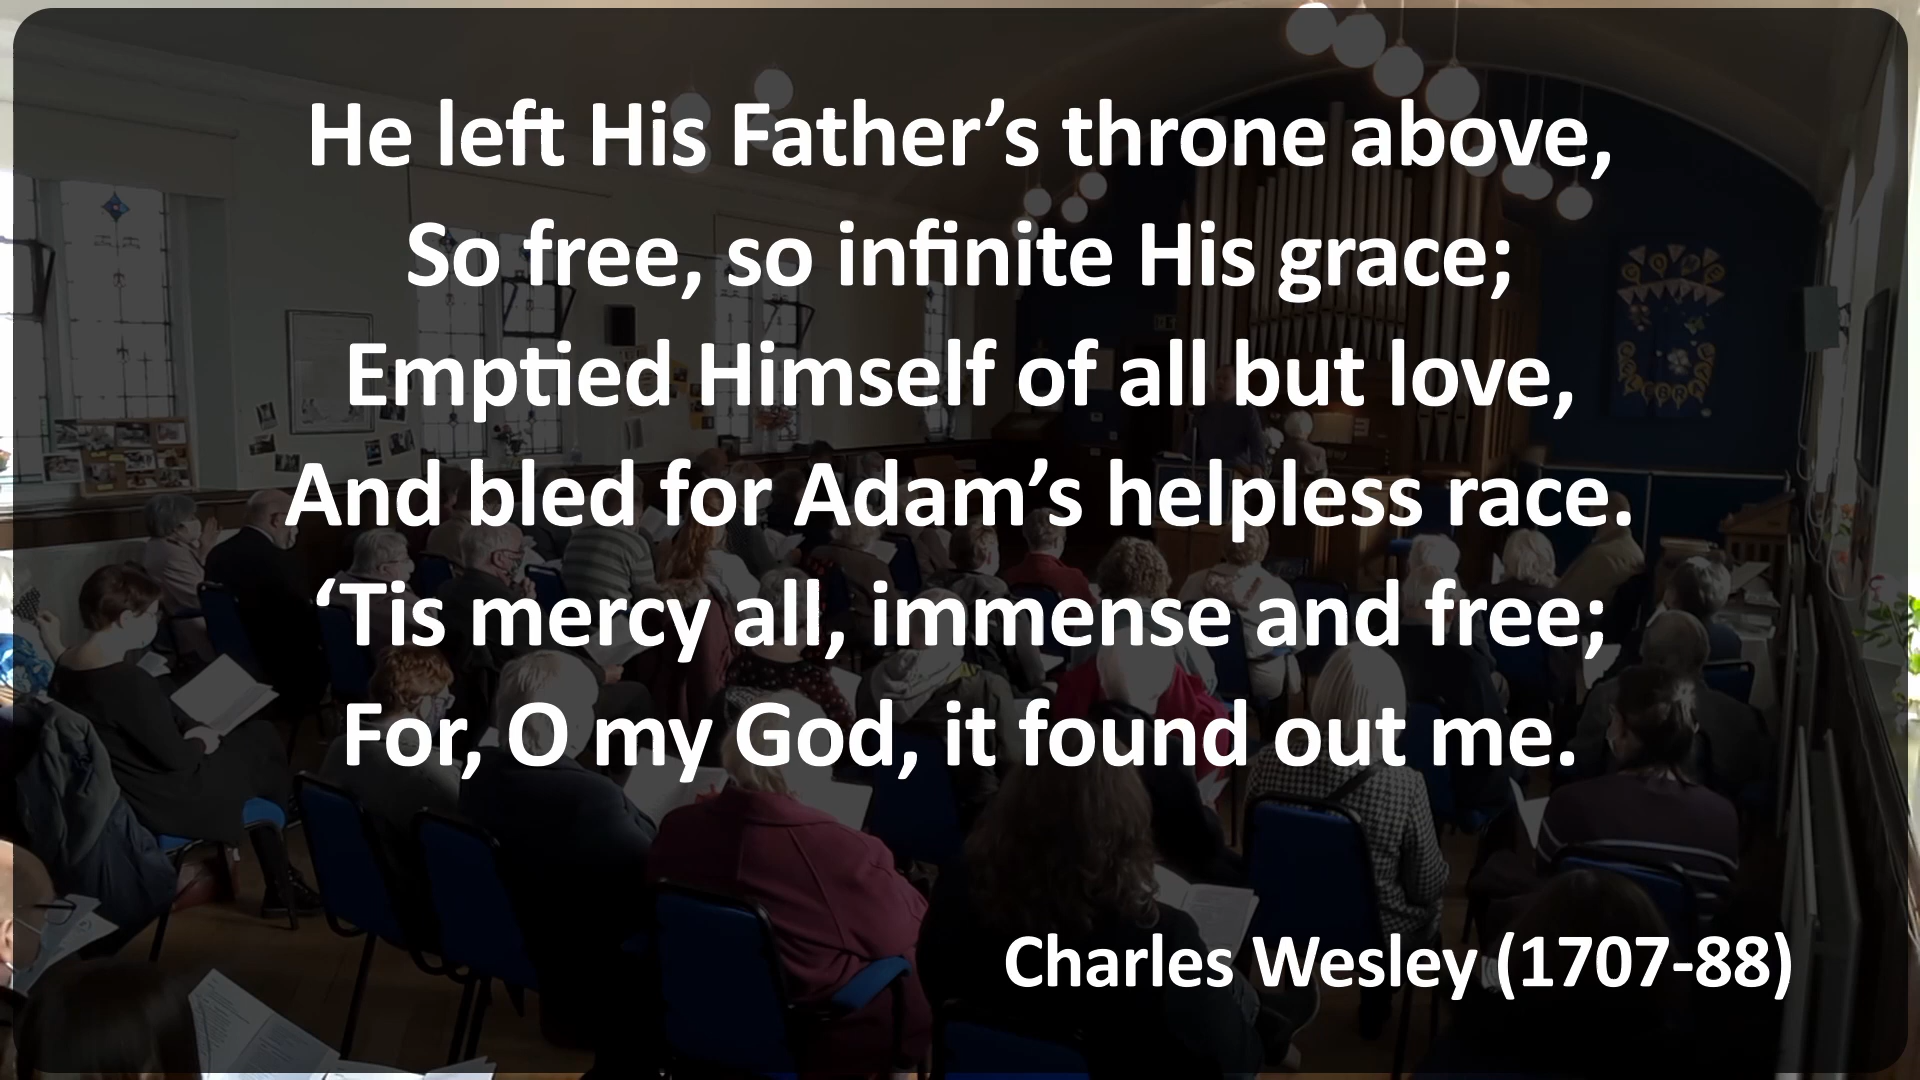 He left His Father’s throne above,
So free, so infinite His grace;
Emptied Himself of all but love,
And bled for Adam’s helpless race.
‘Tis mercy all, immense and free;
For, O my God, it found out me.
Charles Wesley (1707-88)